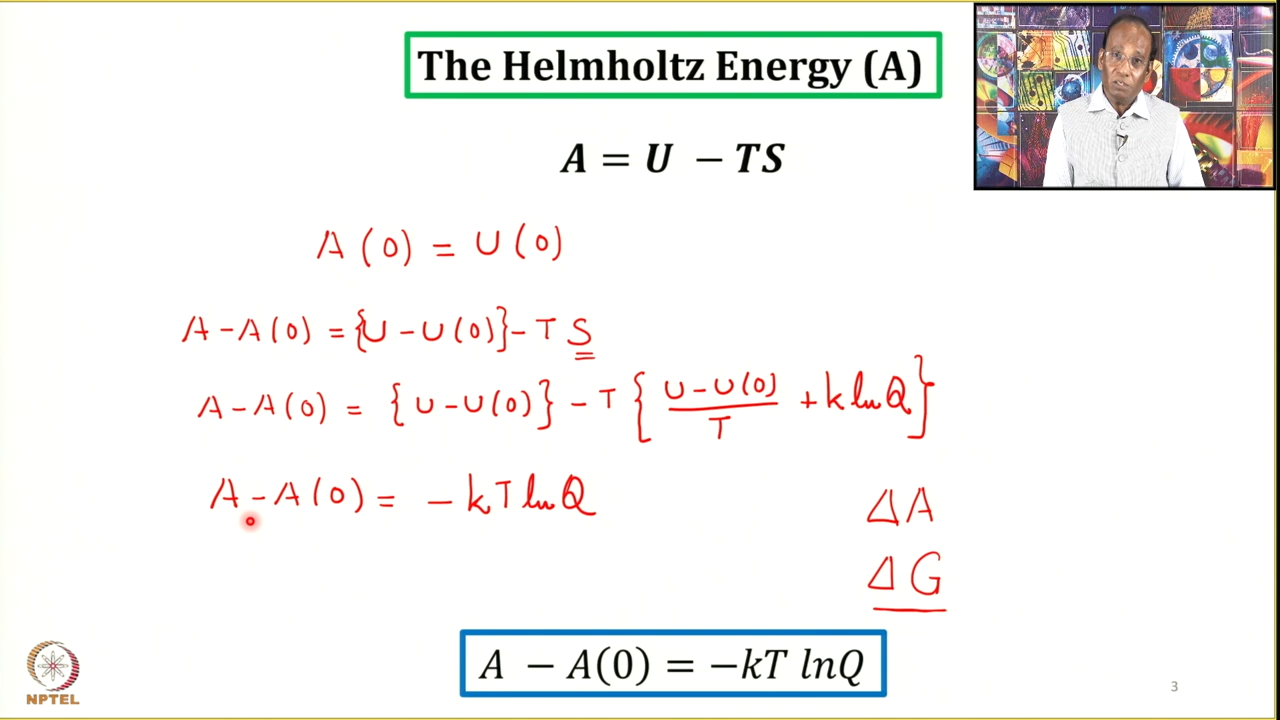 The Helmholtz Energy (A)
A = U − TS
A(0) = U(0)
A − A(0) = {U − U(0)} − T S
A − A(0) = {U − U(0)} − T { U − U(0) / T + k ln Q }
A − A(0) = − k T ln Q
ΔA
ΔG
A − A(0) = −kT lnQ
NPTEL
3